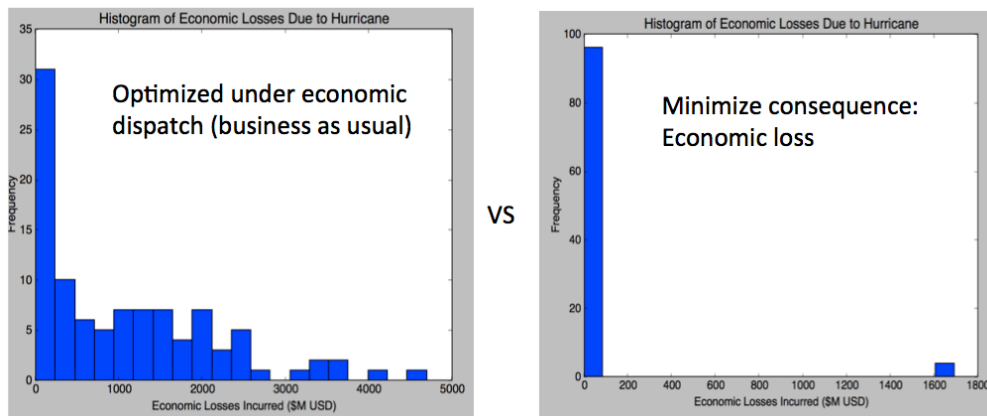 Histogram of Economic Losses Due to Hurricane
35
30
25
20
15
10
5
0
Frequency
Optimized under economic
dispatch (business as usual)
0 1000 2000 3000 4000 5000
Economic Losses Incurred ($M USD)
vs
Histogram of Economic Losses Due to Hurricane
100
80
60
40
20
0
Frequency
Minimize consequence:
Economic loss
0 200 400 600 800 1000 1200 1400 1600 1800
Economic Losses Incurred ($M USD)